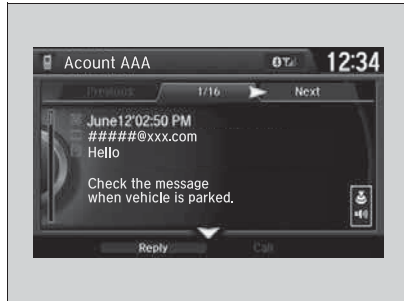 Acount AAA
12:34
Previous
1/16
Next
June12'02:50 PM
#####@xxx.com
Hello
Check the message
when vehicle is parked.
Reply
Call